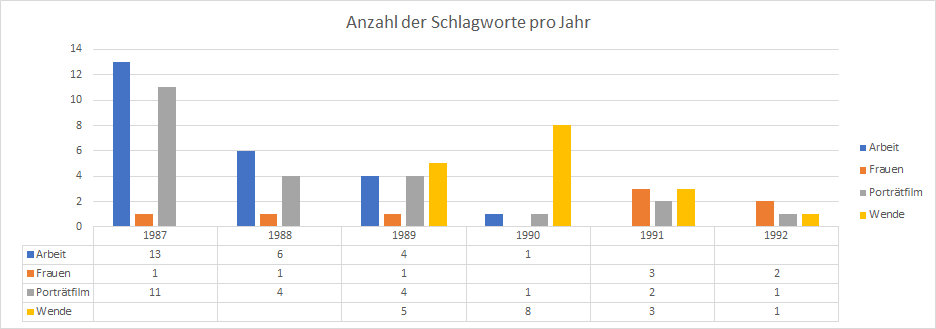 Anzahl der Schlagworte pro Jahr
14
12
10
8
6
4
2
0
Arbeit
Frauen
Porträtfilm
Wende
1987 1988 1989 1990 1991 1992
Arbeit 13 6 4 1
Frauen 1 1 1 3 2
Porträtfilm 11 4 4 1 2 1
Wende 5 8 3 1